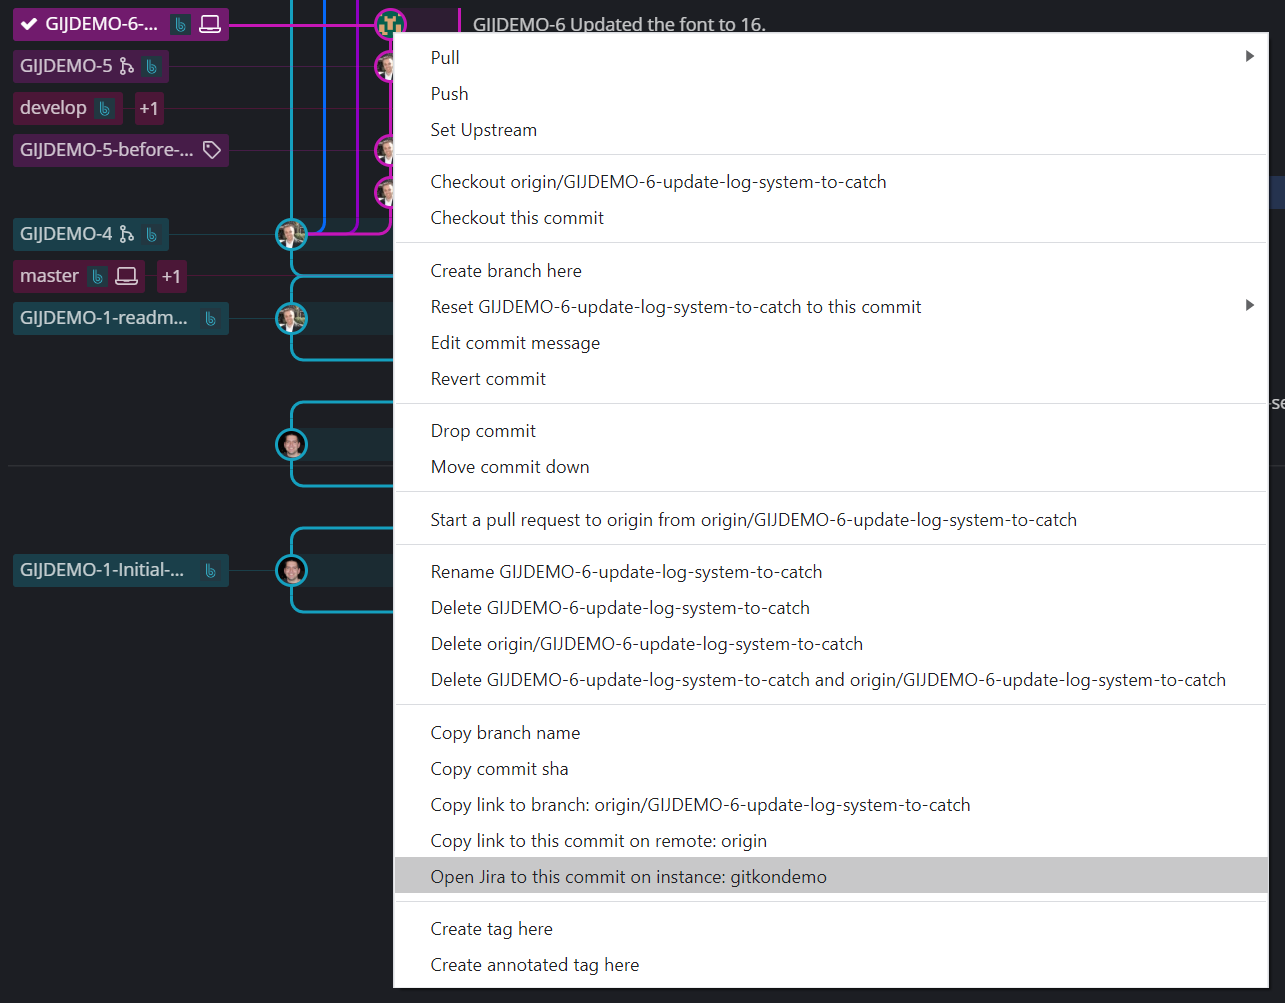 GIJDEMO-6-...
GIJDEMO-6 Updated the font to 16.
GIJDEMO-5
develop +1
GIJDEMO-5-before-...
GIJDEMO-4
master +1
GIJDEMO-1-readm...
GIJDEMO-1-Initial-...
Pull
Push
Set Upstream
Checkout origin/GIJDEMO-6-update-log-system-to-catch
Checkout this commit
Create branch here
Reset GIJDEMO-6-update-log-system-to-catch to this commit
Edit commit message
Revert commit
Drop commit
Move commit down
Start a pull request to origin from origin/GIJDEMO-6-update-log-system-to-catch
Rename GIJDEMO-6-update-log-system-to-catch
Delete GIJDEMO-6-update-log-system-to-catch
Delete origin/GIJDEMO-6-update-log-system-to-catch
Delete GIJDEMO-6-update-log-system-to-catch and origin/GIJDEMO-6-update-log-system-to-catch
Copy branch name
Copy commit sha
Copy link to branch: origin/GIJDEMO-6-update-log-system-to-catch
Copy link to this commit on remote: origin
Open Jira to this commit on instance: gitkondemo
Create tag here
Create annotated tag here